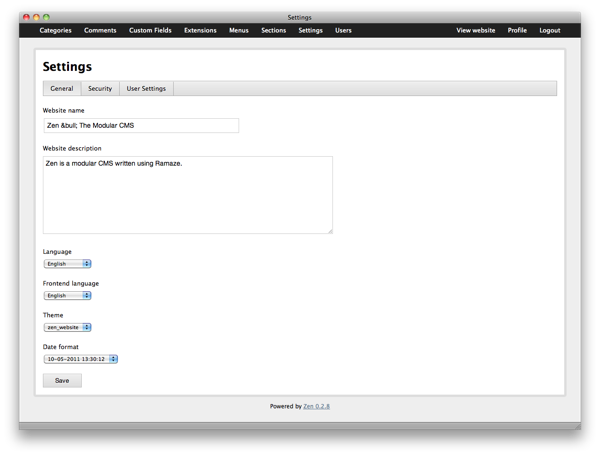 Settings
Categories Comments Custom Fields Extensions Menus Sections Settings Users View website Profile Logout
Settings
General Security User Settings
Website name
Zen &bull; The Modular CMS
Website description
Zen is a modular CMS written using Ramaze.
Language
English
Frontend language
English
Theme
zen_website
Date format
10-05-2011 13:30:12
Save
Powered by Zen 0.2.8